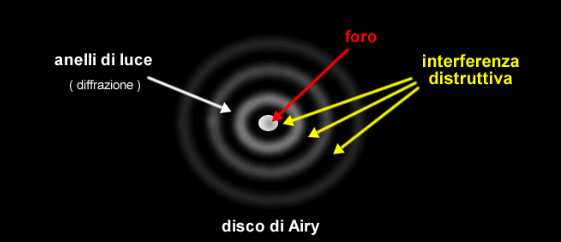 foro
anelli di luce
( diffrazione )
interferenza
distruttiva
disco di Airy